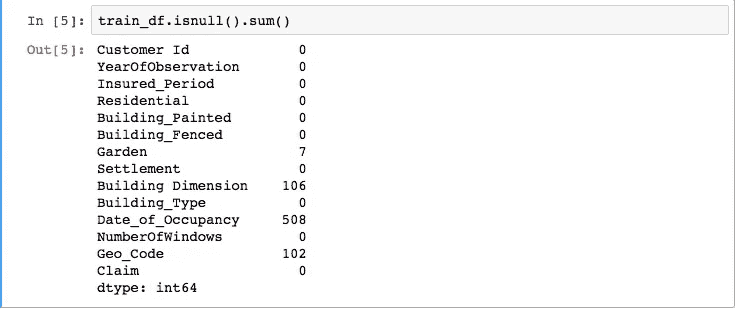 In [5]: train_df.isnull().sum()
Out[5]: Customer Id 0
YearOfObservation 0
Insured_Period 0
Residential 0
Building_Painted 0
Building_Fenced 0
Garden 7
Settlement 0
Building Dimension 106
Building_Type 0
Date_of_Occupancy 508
NumberOfWindows 0
Geo_Code 102
Claim 0
dtype: int64